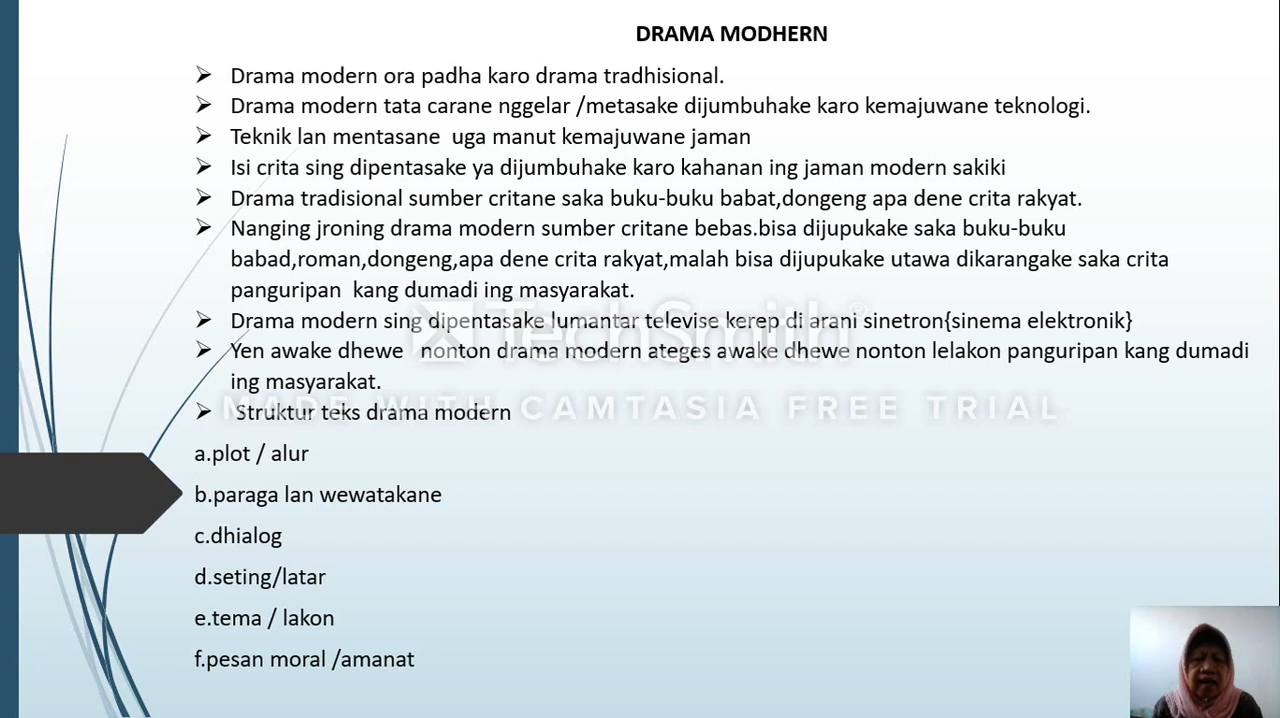 DRAMA MODHERN
➢ Drama modern ora padha karo drama tradhisional.
➢ Drama modern tata carane nggelar /metasake dijumbuhake karo kemajuwane teknologi.
➢ Teknik lan mentasane uga manut kemajuwane jaman
➢ Isi crita sing dipentasake ya dijumbuhake karo kahanan ing jaman modern sakiki
➢ Drama tradisional sumber critane saka buku-buku babat,dongeng apa dene crita rakyat.
➢ Nanging jroning drama modern sumber critane bebas.bisa dijupukake saka buku-buku
babad,roman,dongeng,apa dene crita rakyat,malah bisa dijupukake utawa dikarangake saka crita
panguripan kang dumadi ing masyarakat.
➢ Drama modern sing dipentasake lumantar televise kerep di arani sinetron{sinema elektronik}
➢ Yen awake dhewe nonton drama modern ateges awake dhewe nonton lelakon panguripan kang dumadi
ing masyarakat.
➢ Struktur teks drama modern
a.plot / alur
b.paraga lan wewatakane
c.dhialog
d.seting/latar
e.tema / lakon
f.pesan moral /amanat
TechSmith®
MADE WITH CAMTASIA FREE TRIAL